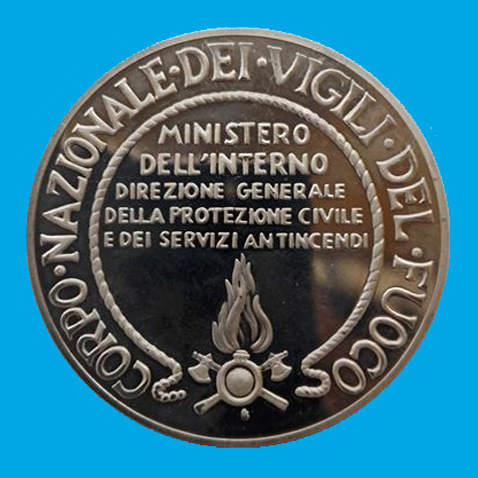 CORPO·NAZIONALE·DEI·VIGILI·DEL·FUOCO
MINISTERO
DELL'INTERNO
DIREZIONE GENERALE
DELLA PROTEZIONE CIVILE
E DEI SERVIZI ANTINCENDI